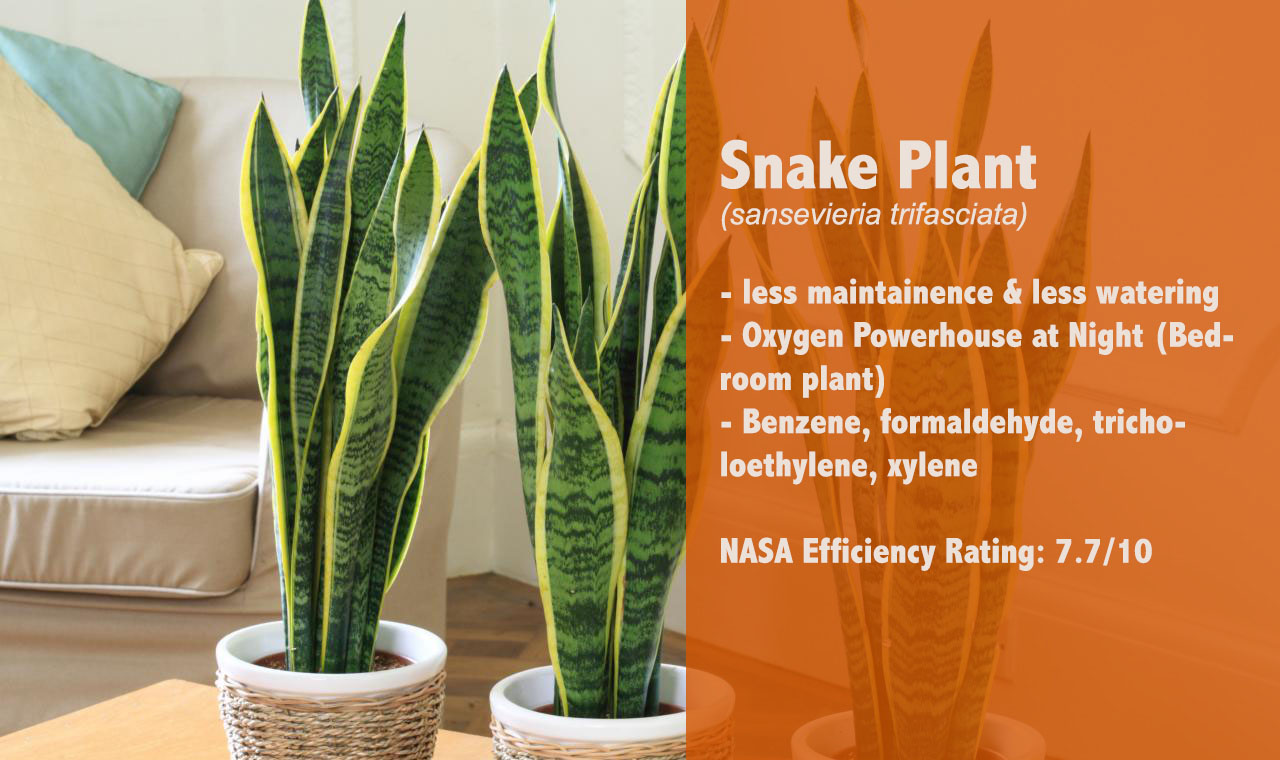 Snake Plant
(sansevieria trifasciata)
- less maintainence & less watering
- Oxygen Powerhouse at Night (Bed-
room plant)
- Benzene, formaldehyde, tricho-
loethylene, xylene
NASA Efficiency Rating: 7.7/10